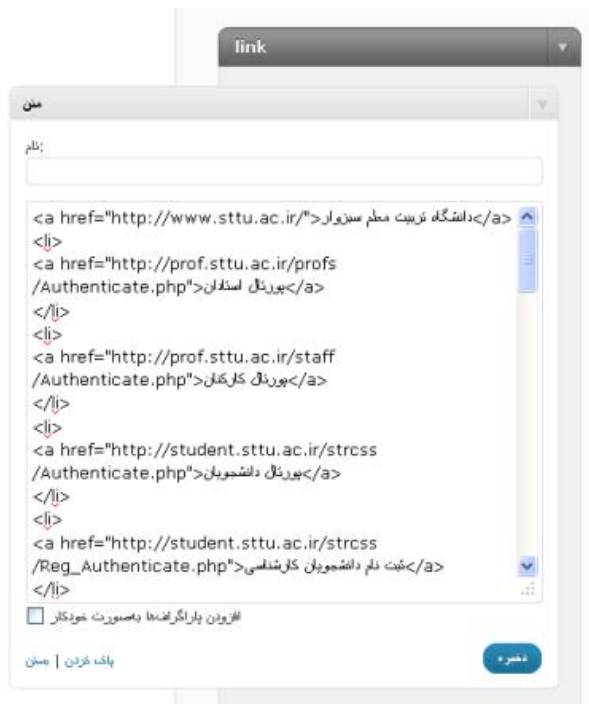 link
متن
نام:
<a href="http://www.sttu.ac.ir/">دانشگاه تربیت معلم سبزوار</a>
<li>
<a href="http://prof.sttu.ac.ir/profs
/Authenticate.php">پورتال استادان</a>
</li>
<li>
<a href="http://prof.sttu.ac.ir/staff
/Authenticate.php">پورتال کارکنان</a>
</li>
<li>
<a href="http://student.sttu.ac.ir/strcss
/Authenticate.php">پورتال دانشجویان</a>
</li>
<li>
<a href="http://student.sttu.ac.ir/strcss
/Reg_Authenticate.php">ثبت نام دانشجویان کارشناسی</a>
</li>
افزودن پاراگراف‌ها به‌صورت خودکار
پاک کردن | بستن
ذخیره